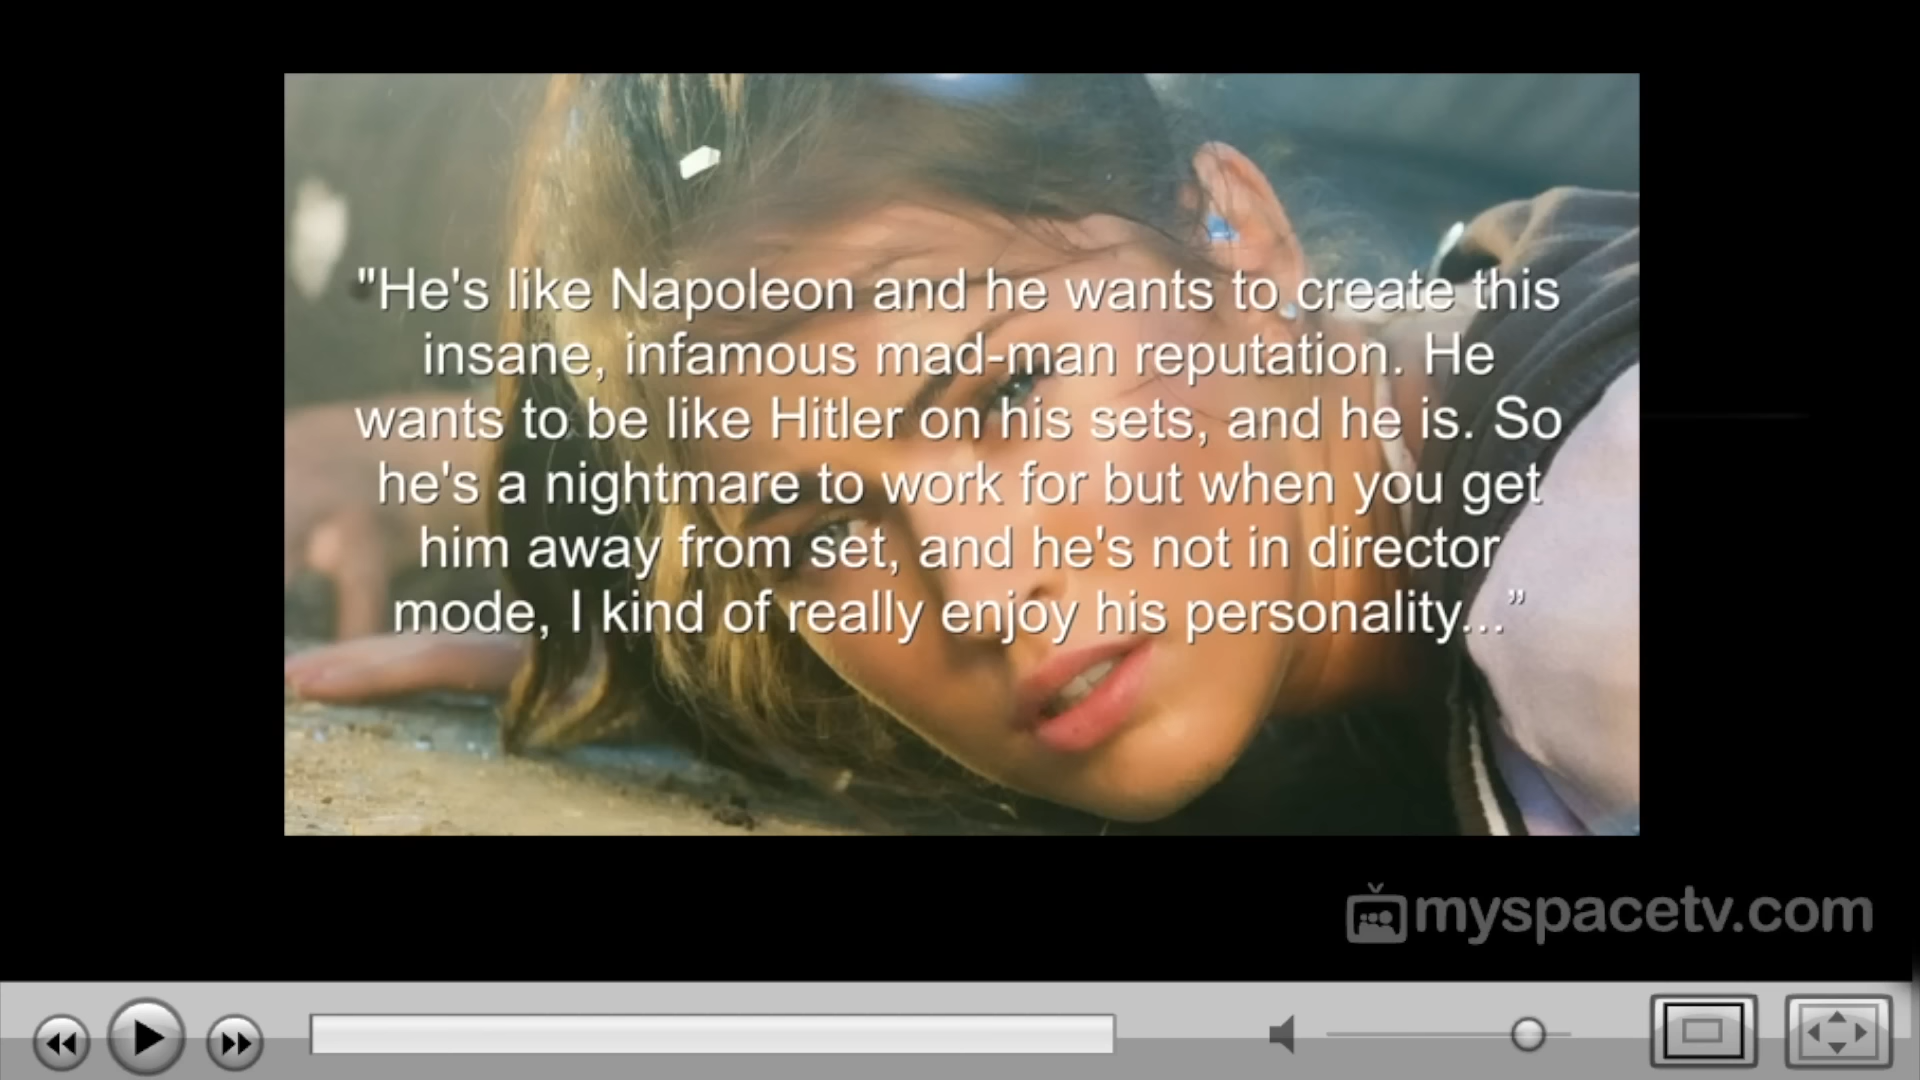 "He's like Napoleon and he wants to create this
insane, infamous mad-man reputation. He
wants to be like Hitler on his sets, and he is. So
he's a nightmare to work for but when you get
him away from set, and he's not in director
mode, I kind of really enjoy his personality...”
myspacetv.com